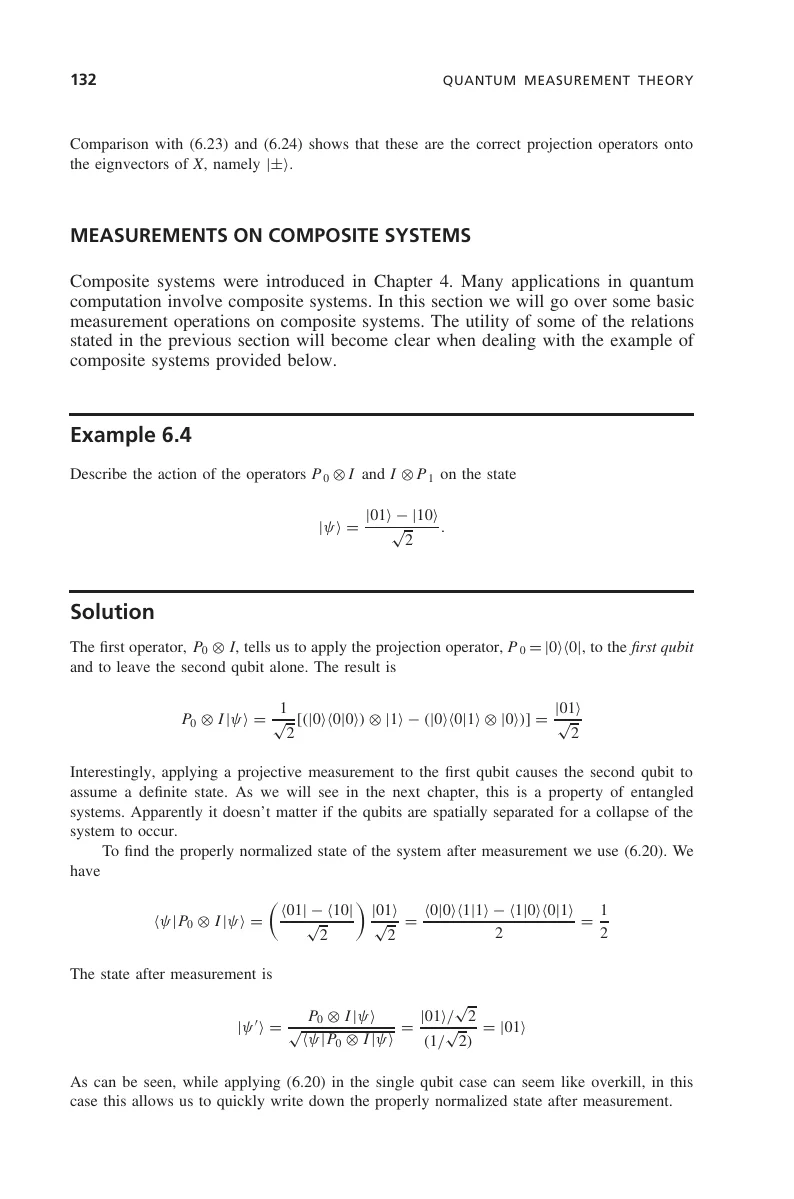 132 QUANTUM MEASUREMENT THEORY
Comparison with (6.23) and (6.24) shows that these are the correct projection operators onto
the eignvectors of X, namely |±⟩.
MEASUREMENTS ON COMPOSITE SYSTEMS
Composite systems were introduced in Chapter 4. Many applications in quantum
computation involve composite systems. In this section we will go over some basic
measurement operations on composite systems. The utility of some of the relations
stated in the previous section will become clear when dealing with the example of
composite systems provided below.
Example 6.4
Describe the action of the operators P₀ ⊗ I and I ⊗ P₁ on the state
|ψ⟩ = (|01⟩ − |10⟩)/√2.
Solution
The first operator, P₀ ⊗ I, tells us to apply the projection operator, P₀ = |0⟩⟨0|, to the first qubit
and to leave the second qubit alone. The result is
P₀ ⊗ I|ψ⟩ = 1/√2 [(|0⟩⟨0|0⟩) ⊗ |1⟩ − (|0⟩⟨0|1⟩ ⊗ |0⟩)] = |01⟩/√2
Interestingly, applying a projective measurement to the first qubit causes the second qubit to
assume a definite state. As we will see in the next chapter, this is a property of entangled
systems. Apparently it doesn't matter if the qubits are spatially separated for a collapse of the
system to occur.
To find the properly normalized state of the system after measurement we use (6.20). We
have
⟨ψ|P₀ ⊗ I|ψ⟩ = ((⟨01| − ⟨10|)/√2) |01⟩/√2 = (⟨0|0⟩⟨1|1⟩ − ⟨1|0⟩⟨0|1⟩)/2 = 1/2
The state after measurement is
|ψ′⟩ = P₀ ⊗ I|ψ⟩/√⟨ψ|P₀ ⊗ I|ψ⟩ = (|01⟩/√2)/(1/√2) = |01⟩
As can be seen, while applying (6.20) in the single qubit case can seem like overkill, in this
case this allows us to quickly write down the properly normalized state after measurement.